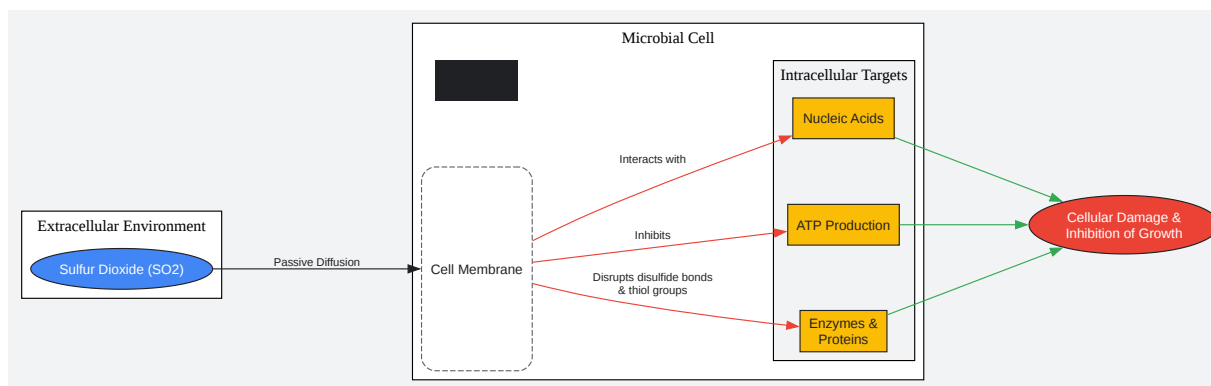 Microbial Cell
Intracellular Targets
Nucleic Acids
Interacts with
Extracellular Environment
Sulfur Dioxide (SO2)
Passive Diffusion
Cell Membrane
Inhibits
ATP Production
Cellular Damage &
Inhibition of Growth
Disrupts disulfide bonds
& thiol groups
Enzymes &
Proteins